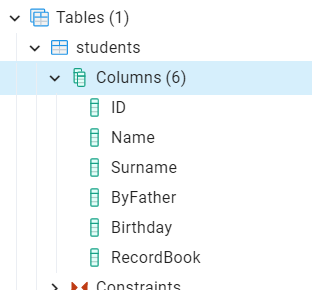 Tables (1)
students
Columns (6)
ID
Name
Surname
ByFather
Birthday
RecordBook
Constraints